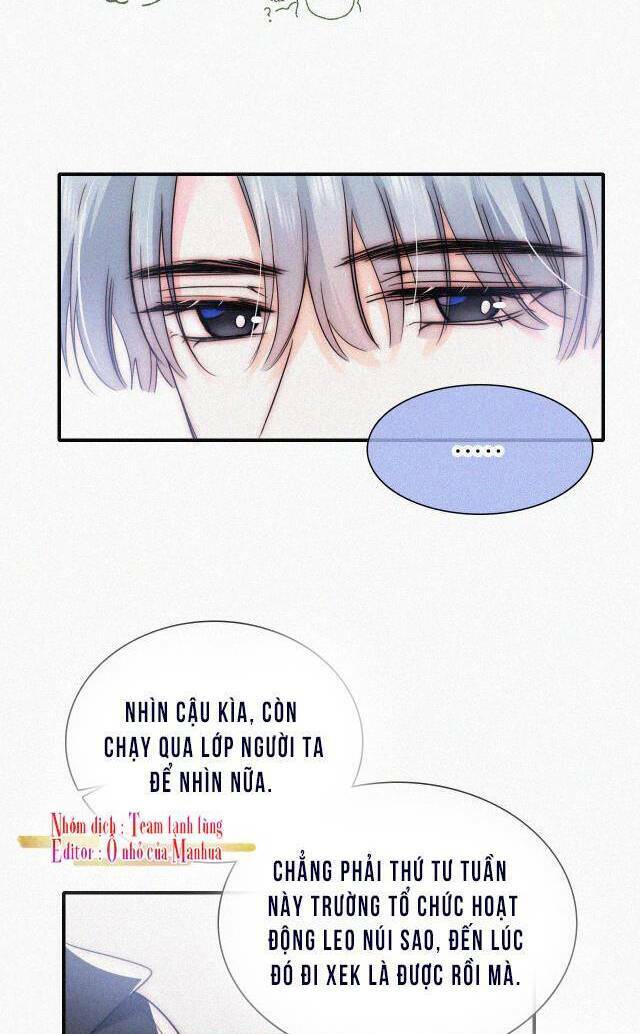 .....
NHÌN CẬU KÌA, CÒN
CHẠY QUA LỚP NGƯỜI TA
ĐỂ NHÌN NỮA.
Nhóm dịch : Team lạnh lùng
Editor : Ổ nhỏ của Manhua
CHẲNG PHẢI THỨ TƯ TUẦN
NÀY TRƯỜNG TỔ CHỨC HOẠT
ĐỘNG LEO NÚI SAO, ĐẾN LÚC
ĐÓ ĐI XEK LÀ ĐƯỢC RỒI MÀ.